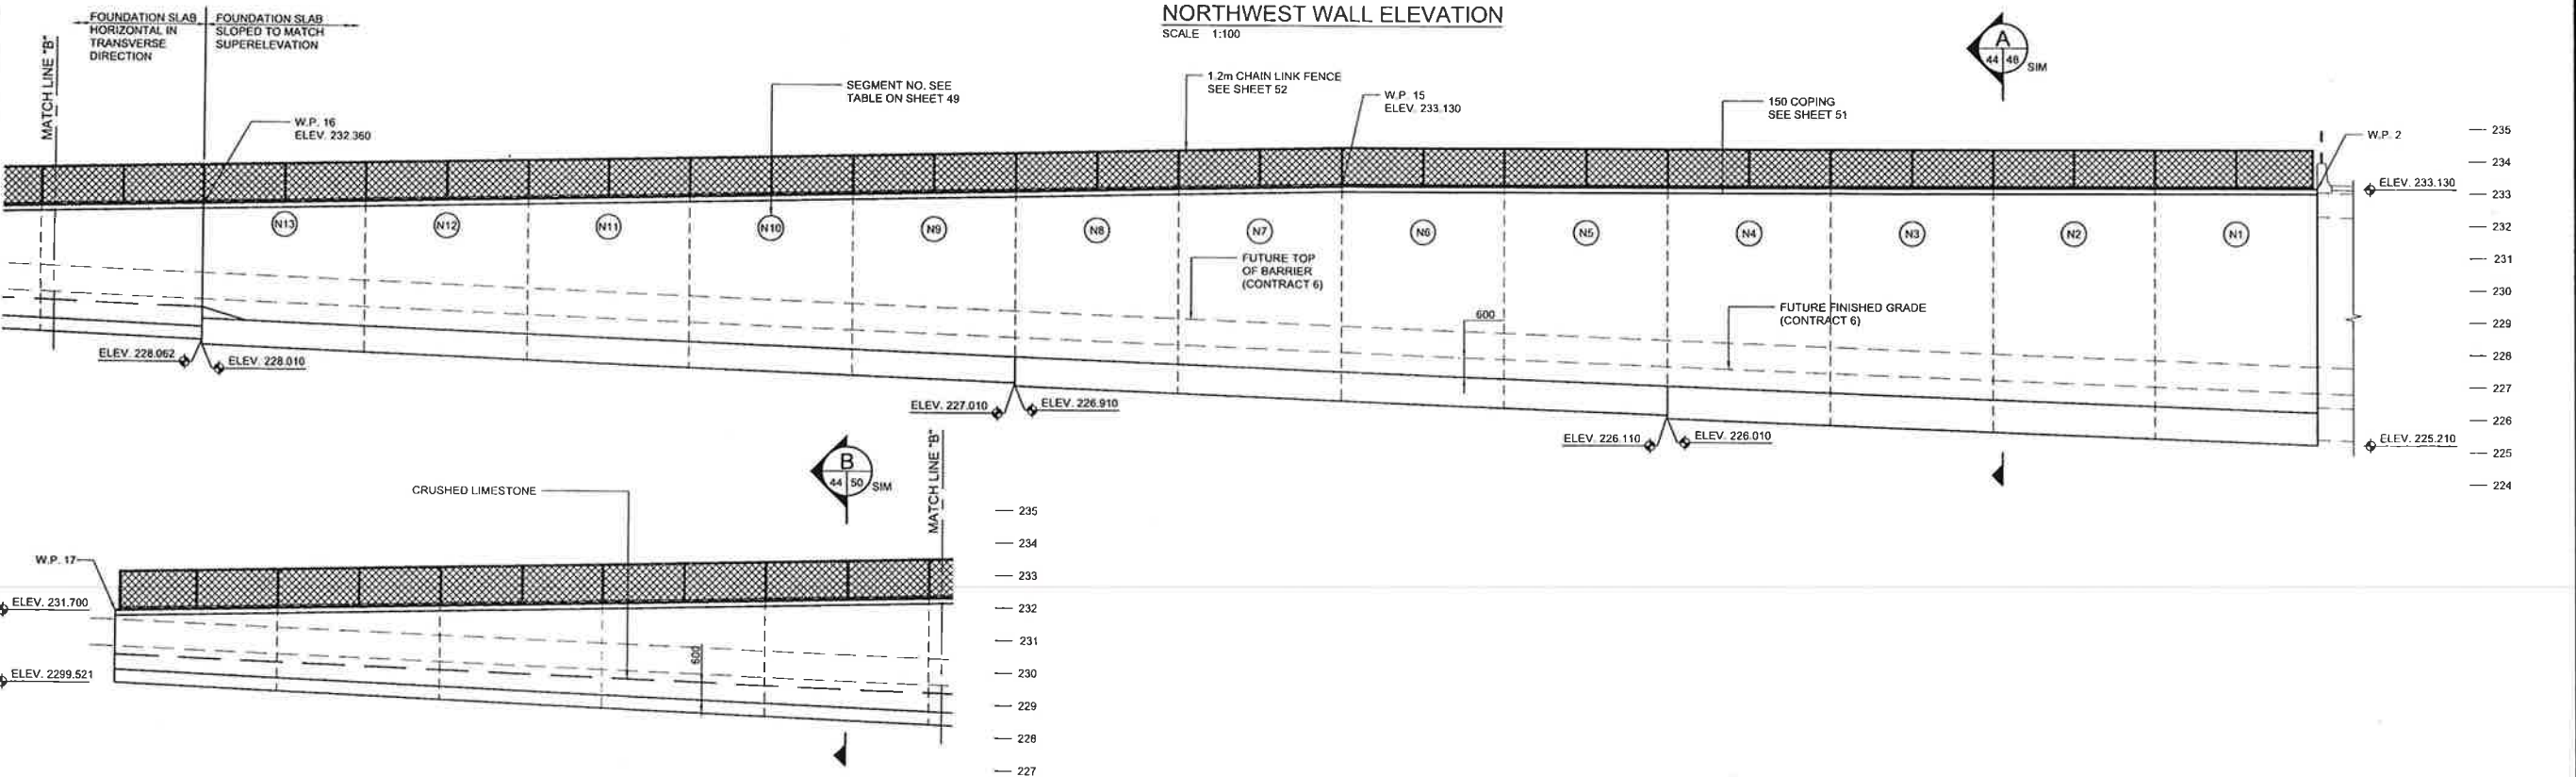 NORTHWEST WALL ELEVATION
SCALE 1:100
FOUNDATION SLAB
HORIZONTAL IN
TRANSVERSE
DIRECTION
FOUNDATION SLAB
SLOPED TO MATCH
SUPERELEVATION
MATCH LINE "B"
W.P. 16
ELEV. 232.360
SEGMENT NO. SEE
TABLE ON SHEET 49
1.2m CHAIN LINK FENCE
SEE SHEET 52
W.P. 15
ELEV. 233.130
150 COPING
SEE SHEET 51
A
44 48
SIM
W.P. 2
ELEV. 233.130
235
234
233
232
231
230
229
228
227
226
225
224
N13
N12
N11
N10
N9
N8
N7
N6
N5
N4
N3
N2
N1
FUTURE TOP
OF BARRIER
(CONTRACT 6)
600
FUTURE FINISHED GRADE
(CONTRACT 6)
ELEV. 228.062
ELEV. 228.010
ELEV. 227.010
ELEV. 226.910
ELEV. 226.110
ELEV. 226.010
ELEV. 225.210
B
44 50
SIM
CRUSHED LIMESTONE
MATCH LINE "B"
W.P. 17
ELEV. 231.700
ELEV. 2299.521
600
235
234
233
232
231
230
229
228
227